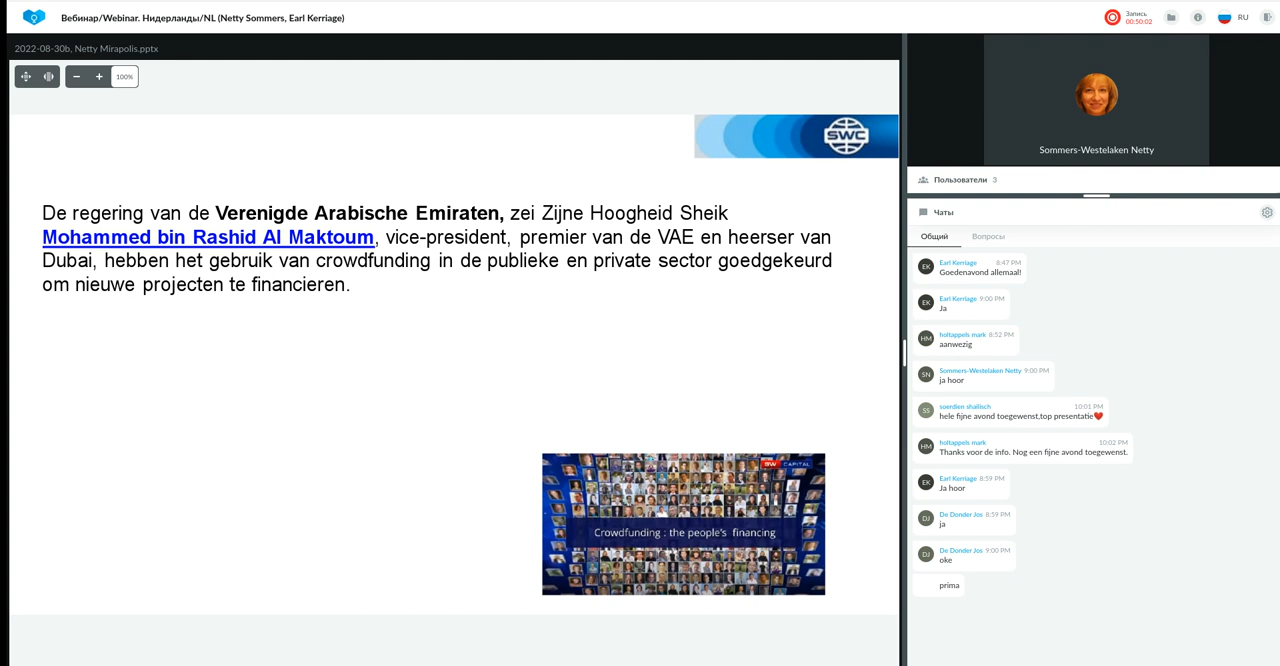 Вебинар/Webinar. Нидерланды/NL (Netty Sommers, Earl Kerriage)
Запись
00:50:02
RU
2022-08-30b, Netty Mirapolis.pptx
100%
SWC
De regering van de Verenigde Arabische Emiraten, zei Zijne Hoogheid Sheik
Mohammed bin Rashid Al Maktoum, vice-president, premier van de VAE en heerser van
Dubai, hebben het gebruik van crowdfunding in de publieke en private sector goedgekeurd
om nieuwe projecten te financieren.
SW CAPITAL
Crowdfunding : the people's financing
Sommers-Westelaken Netty
Пользователи 3
Чаты
Общий Вопросы
EK Earl Kerriage 8:47 PM
Goedenavond allemaal!
EK Earl Kerriage 9:00 PM
Ja
HM holtappels mark 8:52 PM
aanwezig
SN Sommers-Westelaken Netty 9:00 PM
ja hoor
SS soerdien shallisch 10:01 PM
hele fijne avond toegewenst,top presentatie❤️
HM holtappels mark 10:02 PM
Thanks voor de info. Nog een fijne avond toegewenst.
EK Earl Kerriage 8:59 PM
Ja hoor
DJ De Donder Jos 8:59 PM
ja
DJ De Donder Jos 9:00 PM
oke
prima